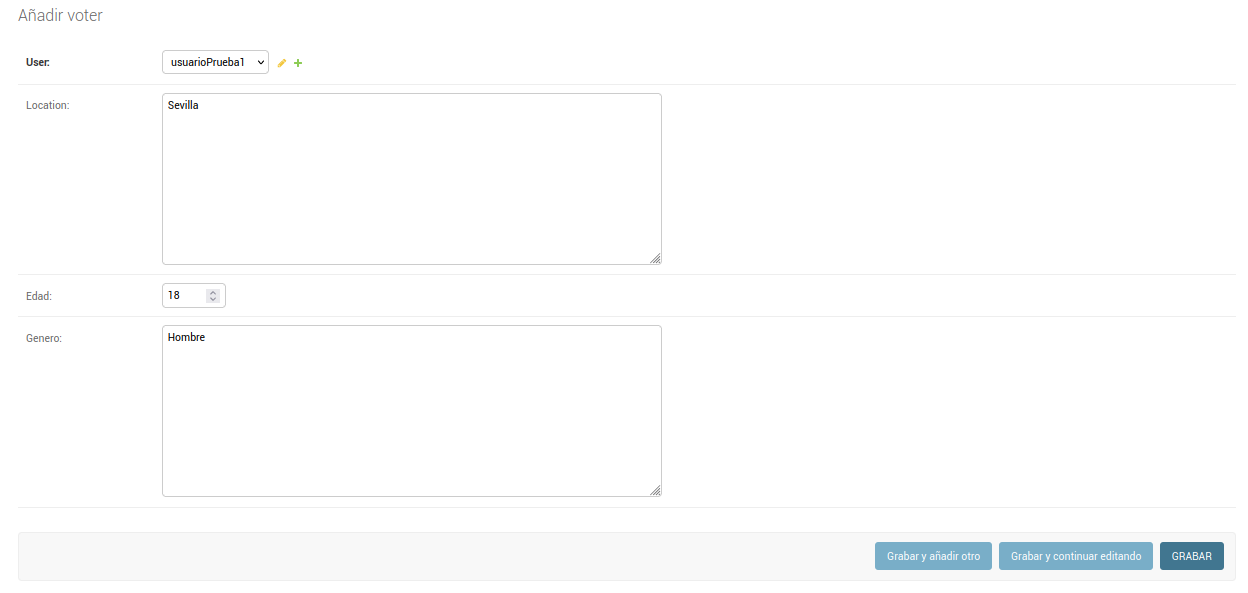 Añadir voter
User: usuarioPrueba1
Location: Sevilla
Edad: 18
Genero: Hombre
Grabar y añadir otro Grabar y continuar editando GRABAR